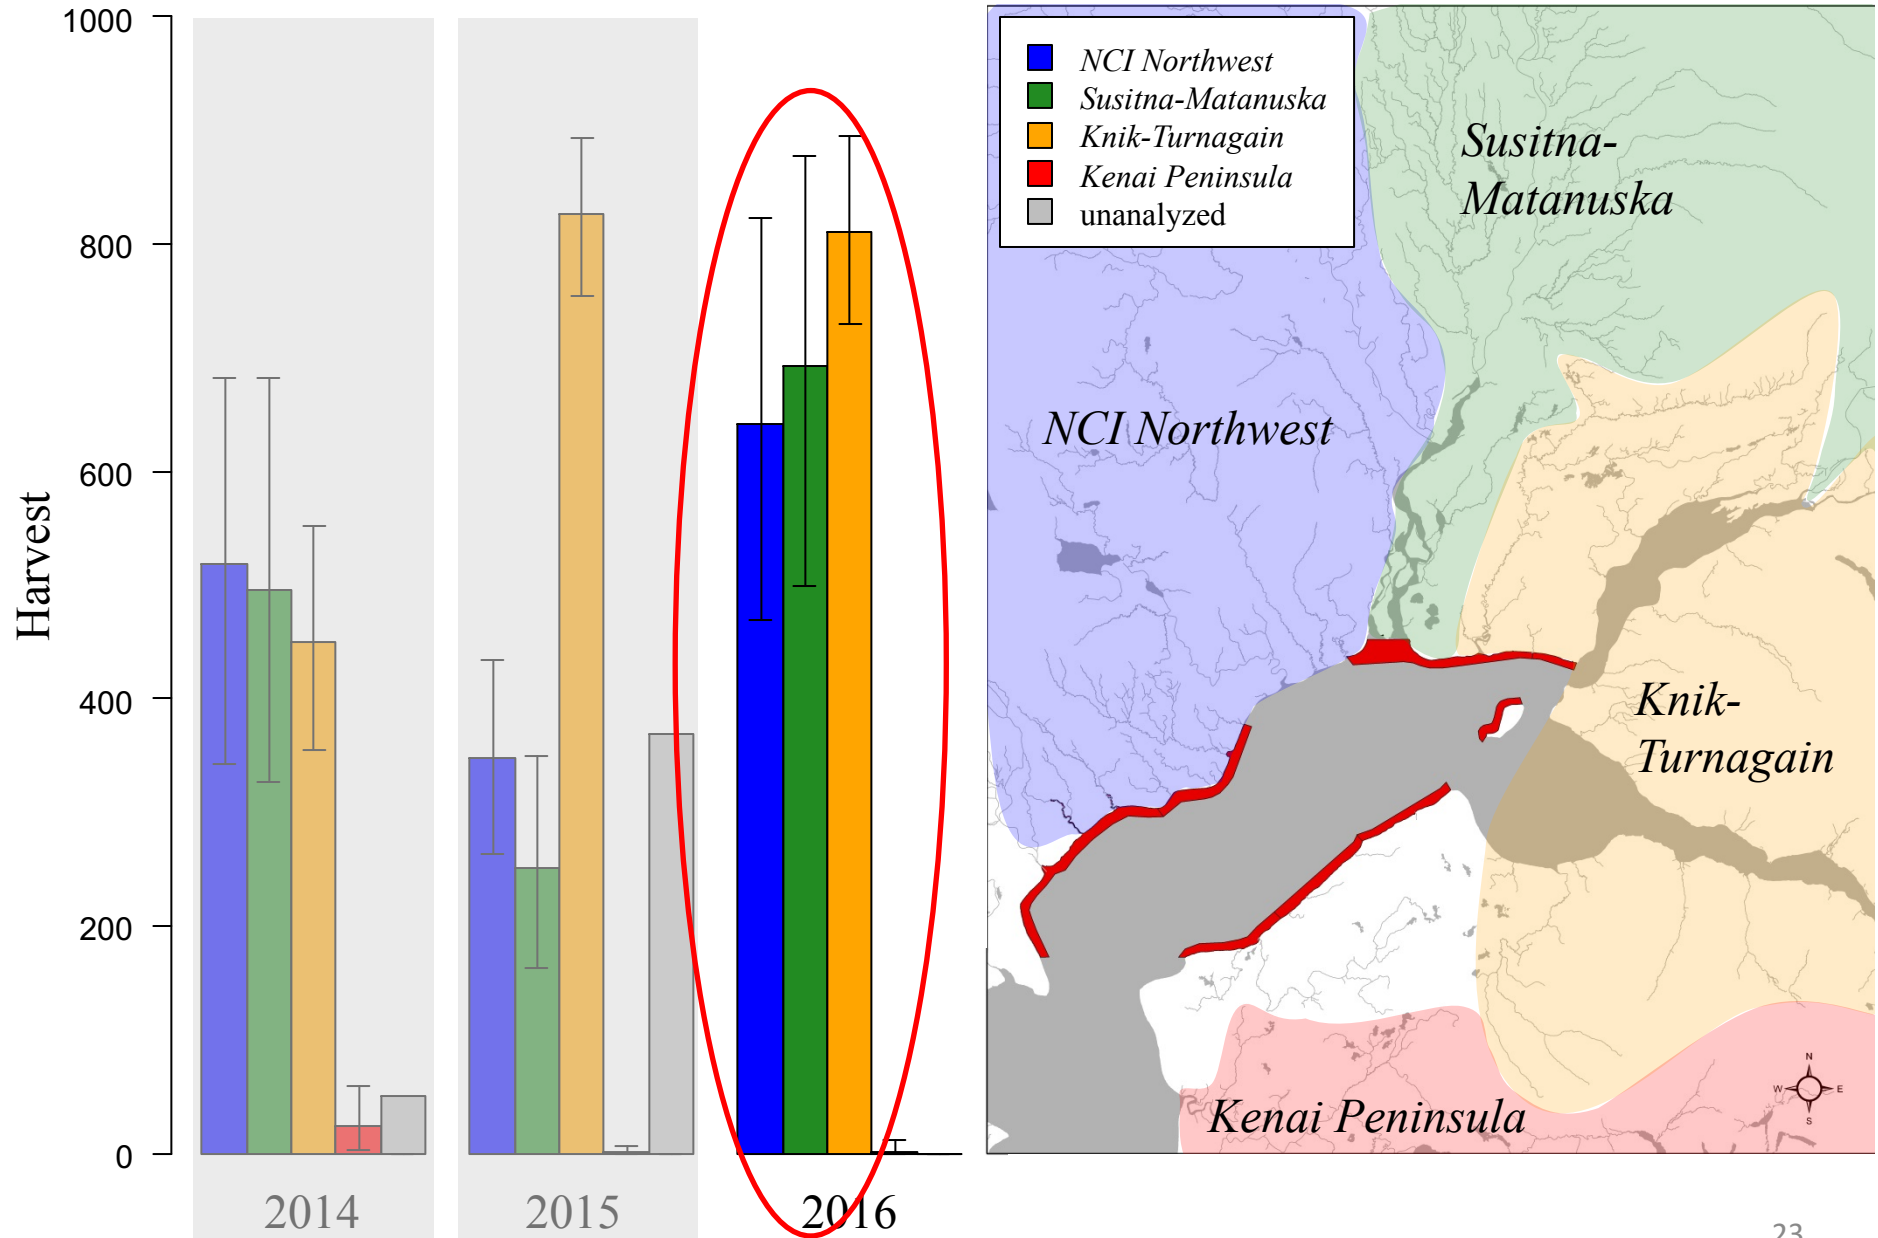 1000
800
600
400
200
0
Harvest
2014
2015
2016
NCI Northwest
Susitna-Matanuska
Knik-Turnagain
Kenai Peninsula
unanalyzed
Susitna-
Matanuska
NCI Northwest
Knik-
Turnagain
Kenai Peninsula
N
W
E
S
23